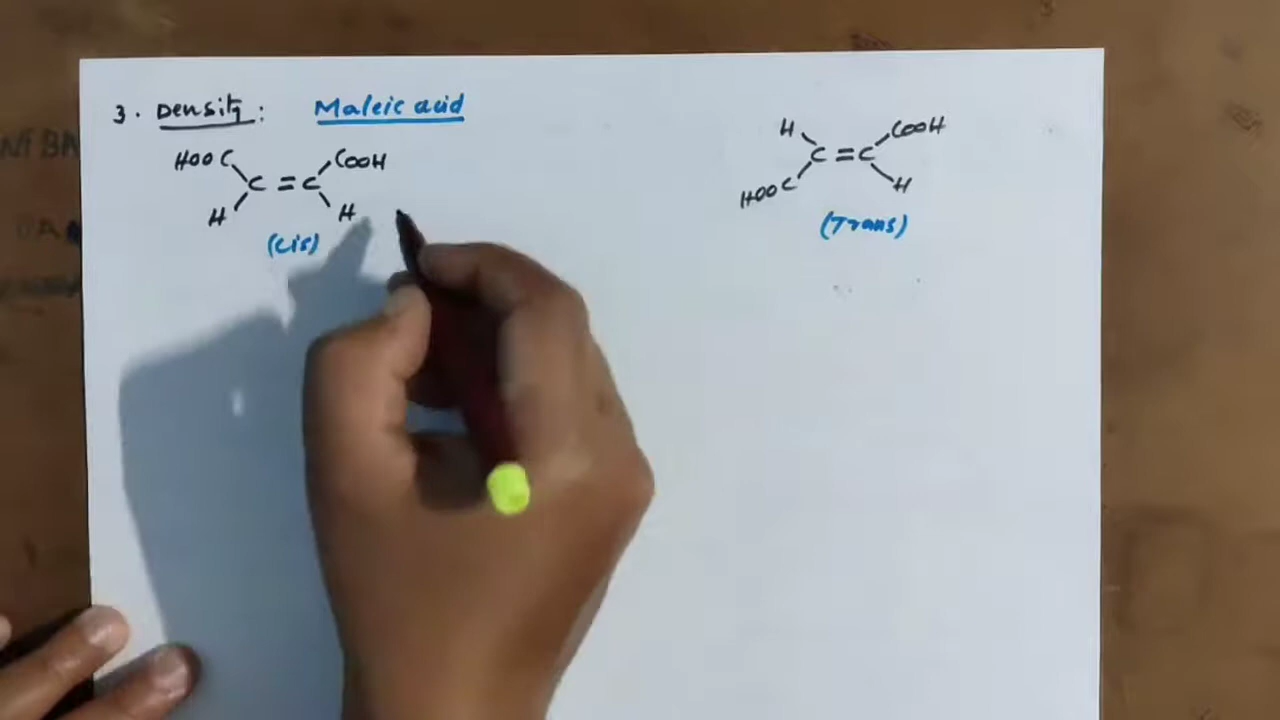 3. Density: Maleic acid
HOOC COOH
C = C
H H
(Cis)
H COOH
C = C
HOOC H
(Trans)